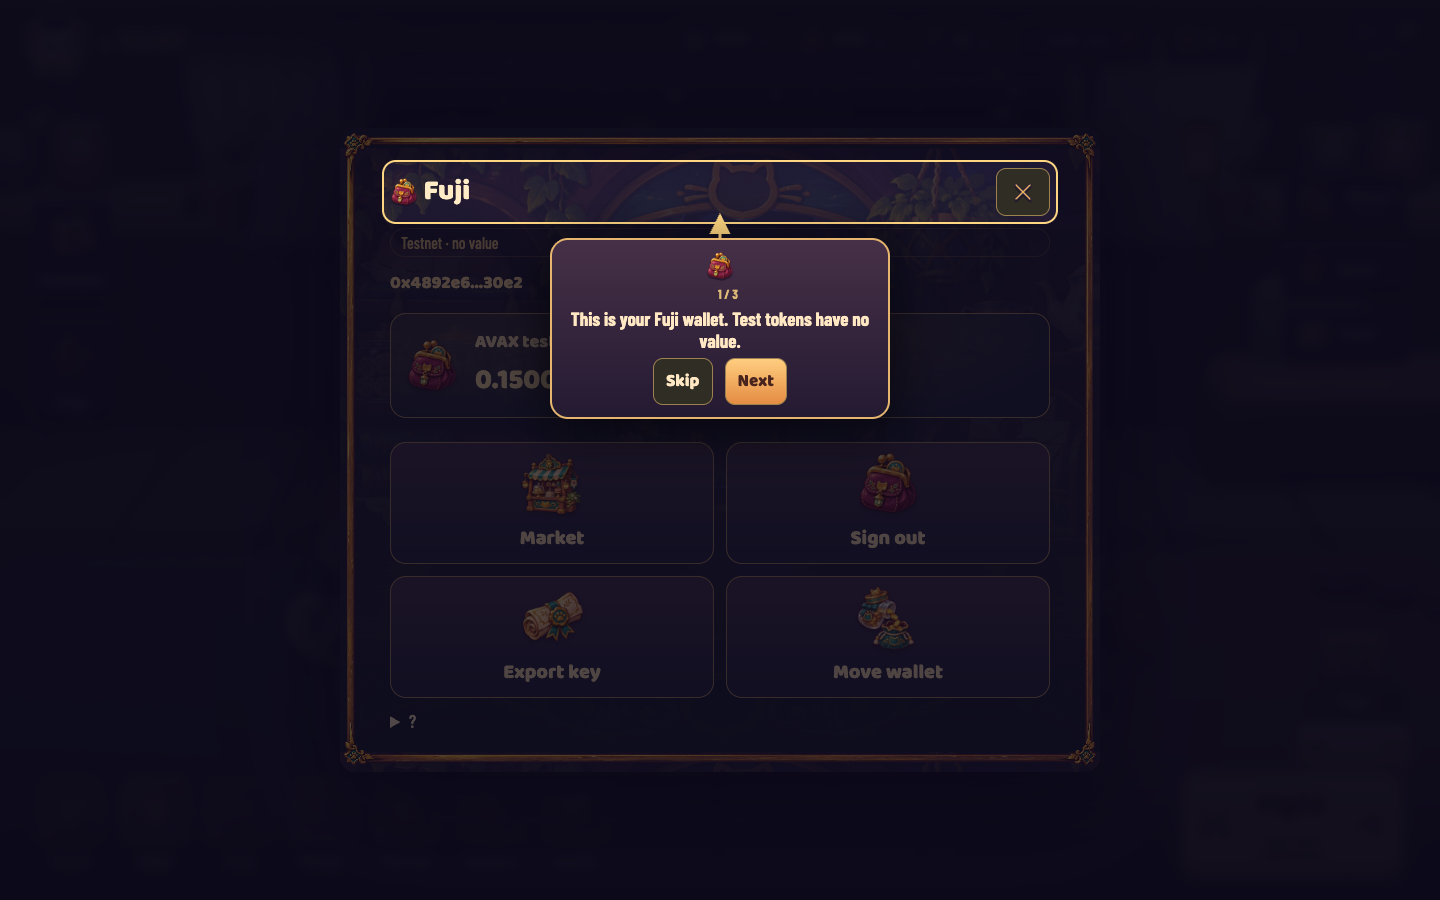 Fuji
Testnet · no value
0x4892e6...30e2
1 / 3
This is your Fuji wallet. Test tokens have no
value.
Skip
Next
AVAX tes
0.1500
Market
Sign out
Export key
Move wallet
?